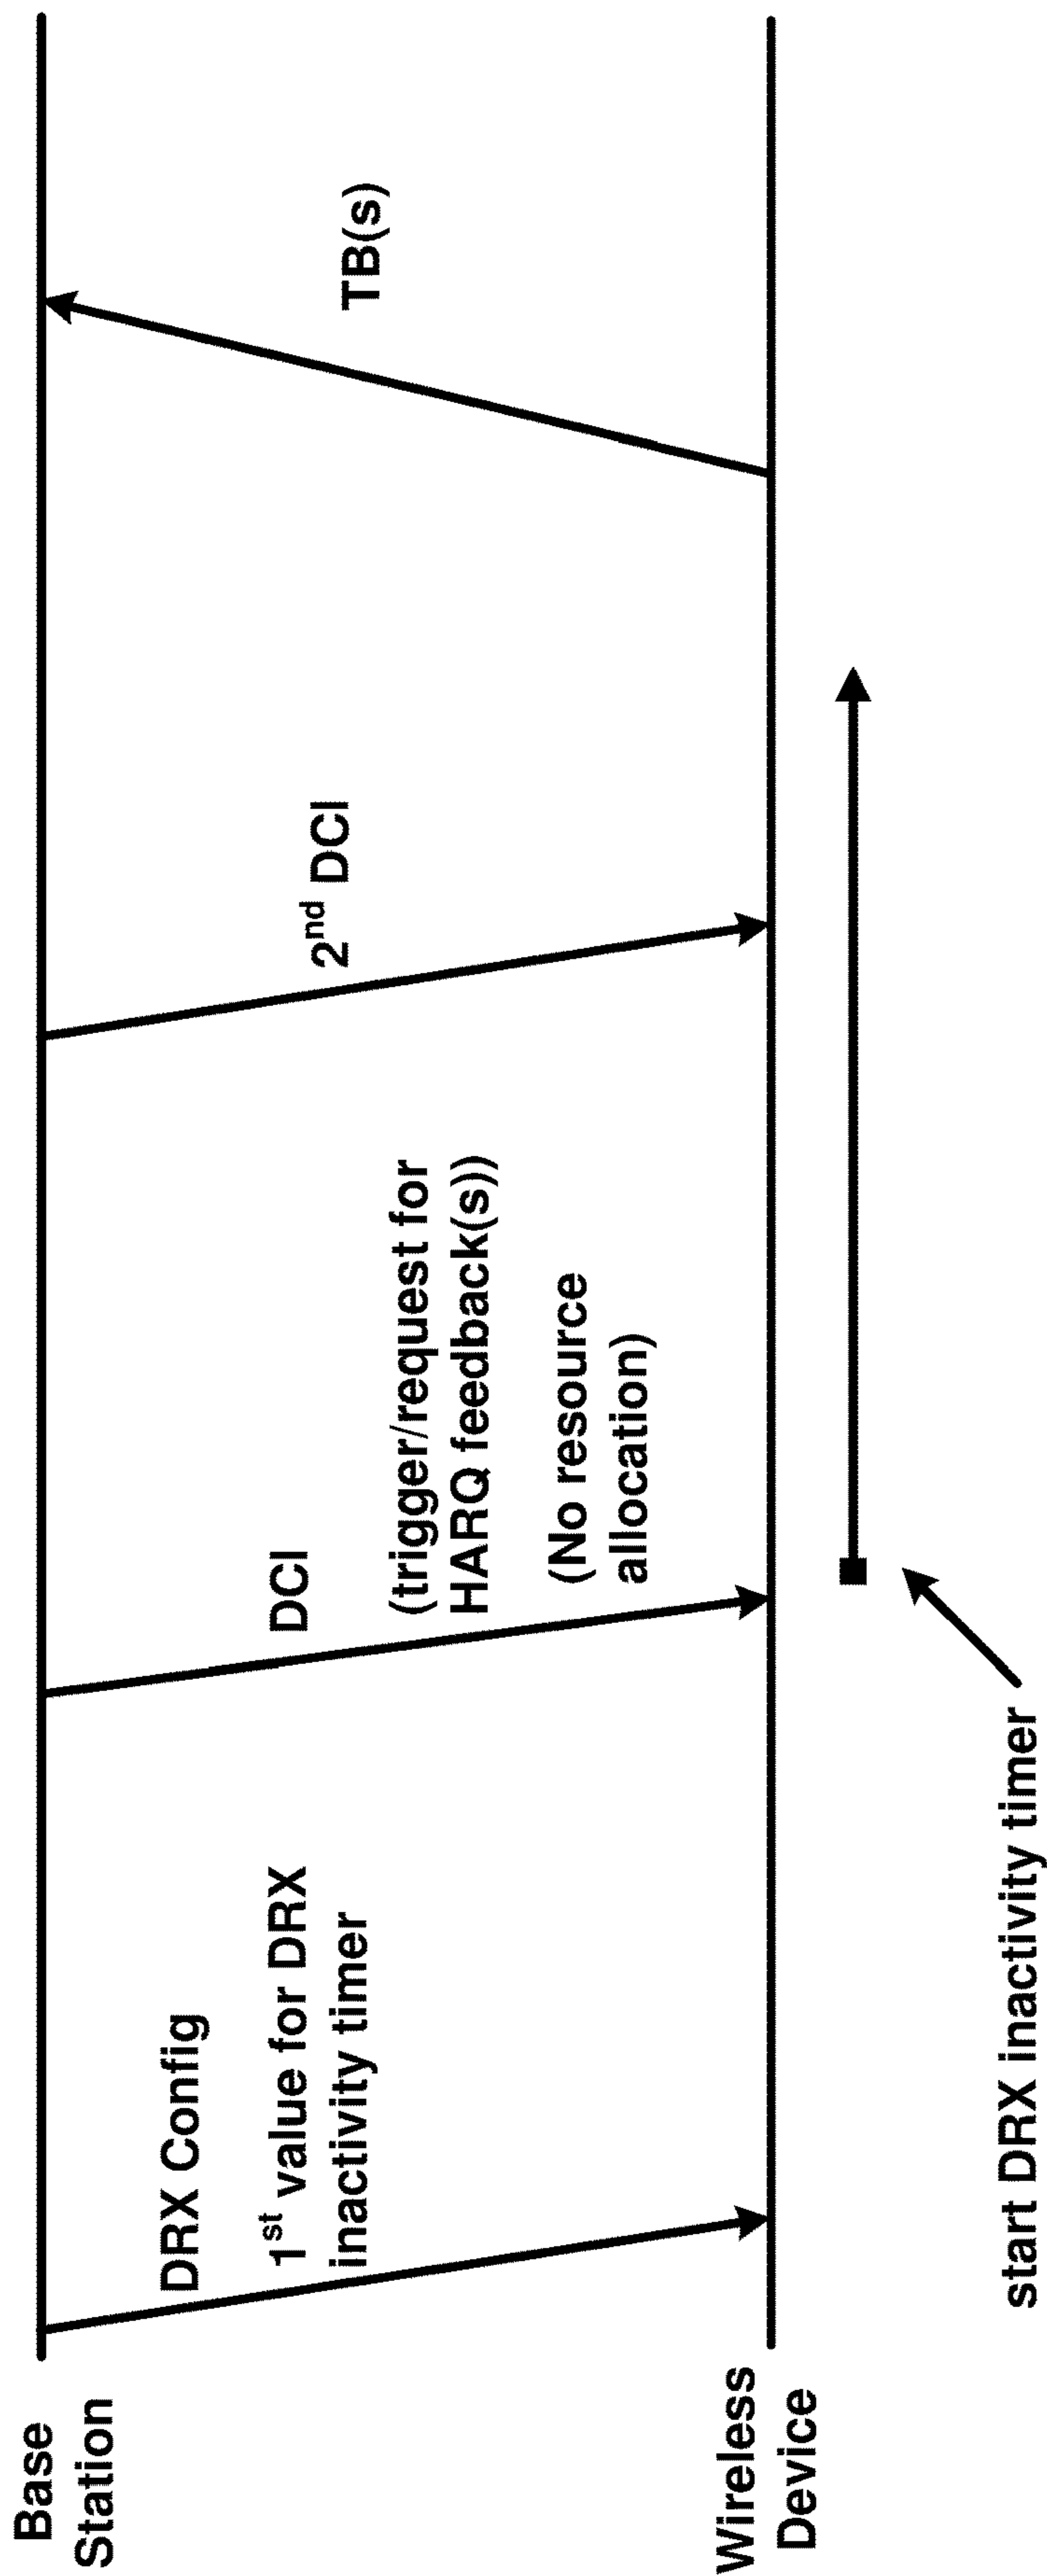 Base
Station
DRX Config
1st value for DRX
inactivity timer
DCI
(trigger/request for
HARQ feedback(s))
(No resource
allocation)
2nd DCI
TB(s)
Wireless
Device
start DRX inactivity timer